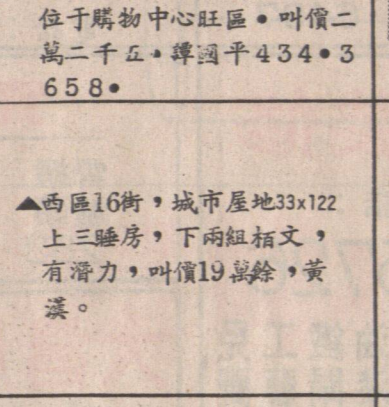 位于購物中心旺區•叫價二
萬二千五•譚國平434•3
658•
▲西區16街，城市屋地33x122
上三睡房，下兩組栢文，
有潛力，叫價19萬餘，黃
漢。